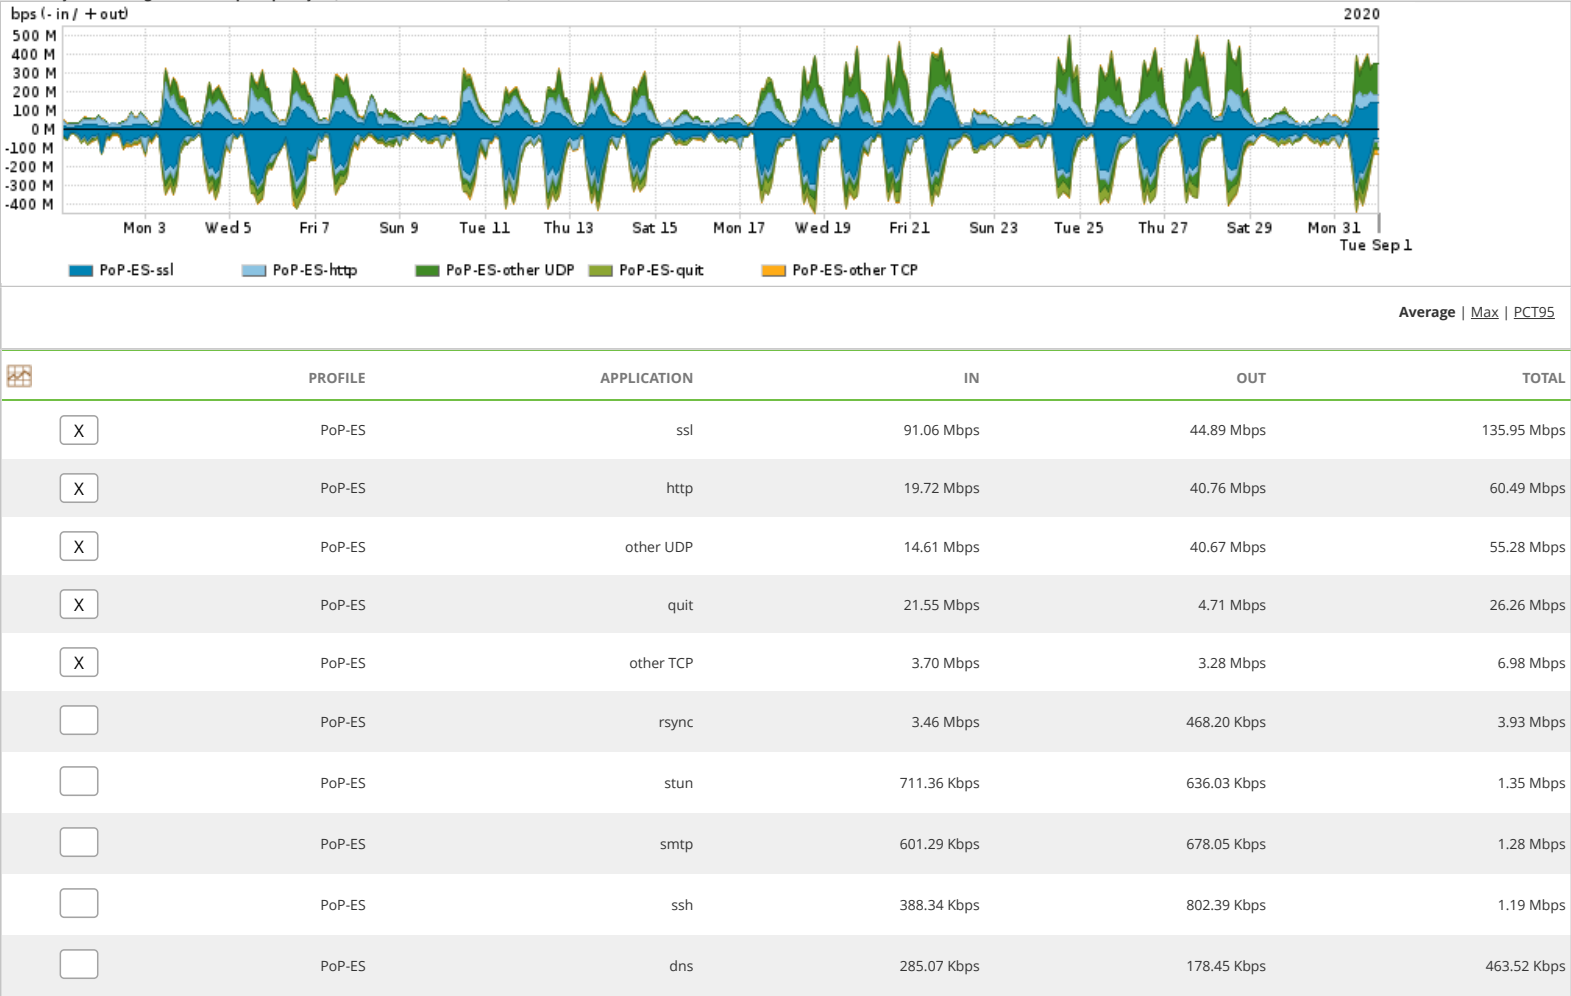 bps (- in / + out) 2020
500 M
400 M
300 M
200 M
100 M
0 M
-100 M
-200 M
-300 M
-400 M
Mon 3 Wed 5 Fri 7 Sun 9 Tue 11 Thu 13 Sat 15 Mon 17 Wed 19 Fri 21 Sun 23 Tue 25 Thu 27 Sat 29 Mon 31
Tue Sep 1
PoP-ES-ssl PoP-ES-http PoP-ES-other UDP PoP-ES-quit PoP-ES-other TCP
Average | Max | PCT95
PROFILE APPLICATION IN OUT TOTAL
X PoP-ES ssl 91.06 Mbps 44.89 Mbps 135.95 Mbps
X PoP-ES http 19.72 Mbps 40.76 Mbps 60.49 Mbps
X PoP-ES other UDP 14.61 Mbps 40.67 Mbps 55.28 Mbps
X PoP-ES quit 21.55 Mbps 4.71 Mbps 26.26 Mbps
X PoP-ES other TCP 3.70 Mbps 3.28 Mbps 6.98 Mbps
PoP-ES rsync 3.46 Mbps 468.20 Kbps 3.93 Mbps
PoP-ES stun 711.36 Kbps 636.03 Kbps 1.35 Mbps
PoP-ES smtp 601.29 Kbps 678.05 Kbps 1.28 Mbps
PoP-ES ssh 388.34 Kbps 802.39 Kbps 1.19 Mbps
PoP-ES dns 285.07 Kbps 178.45 Kbps 463.52 Kbps